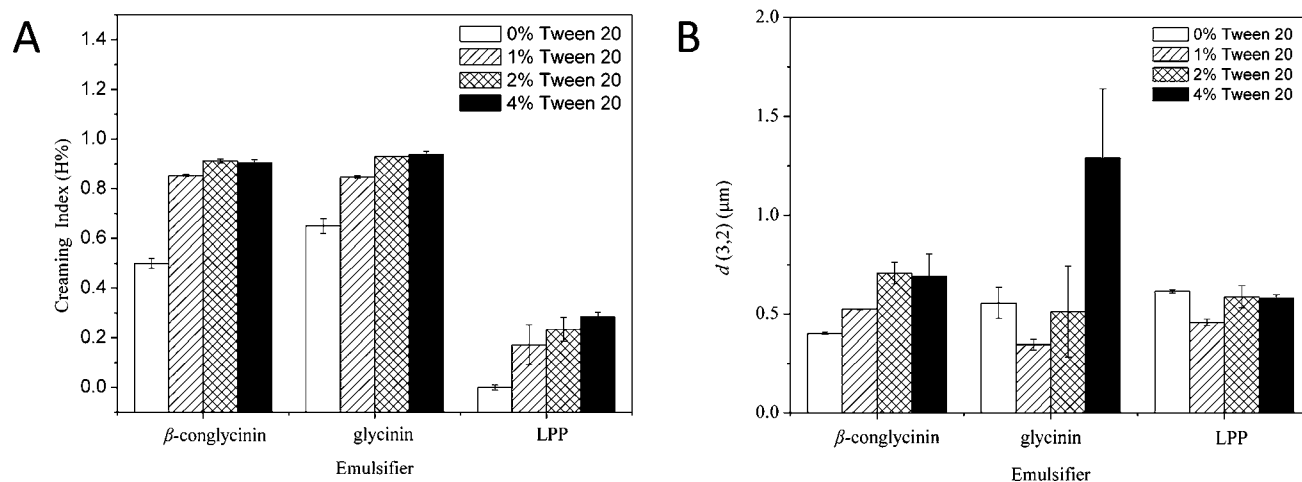 A
Creaming Index (H%)
1.4
1.2
1.0
0.8
0.6
0.4
0.2
0.0
0% Tween 20
1% Tween 20
2% Tween 20
4% Tween 20
β-conglycinin
glycinin
LPP
Emulsifier
B
d (3,2) (μm)
2.0
1.5
1.0
0.5
0.0
0% Tween 20
1% Tween 20
2% Tween 20
4% Tween 20
β-conglycinin
glycinin
LPP
Emulsifier